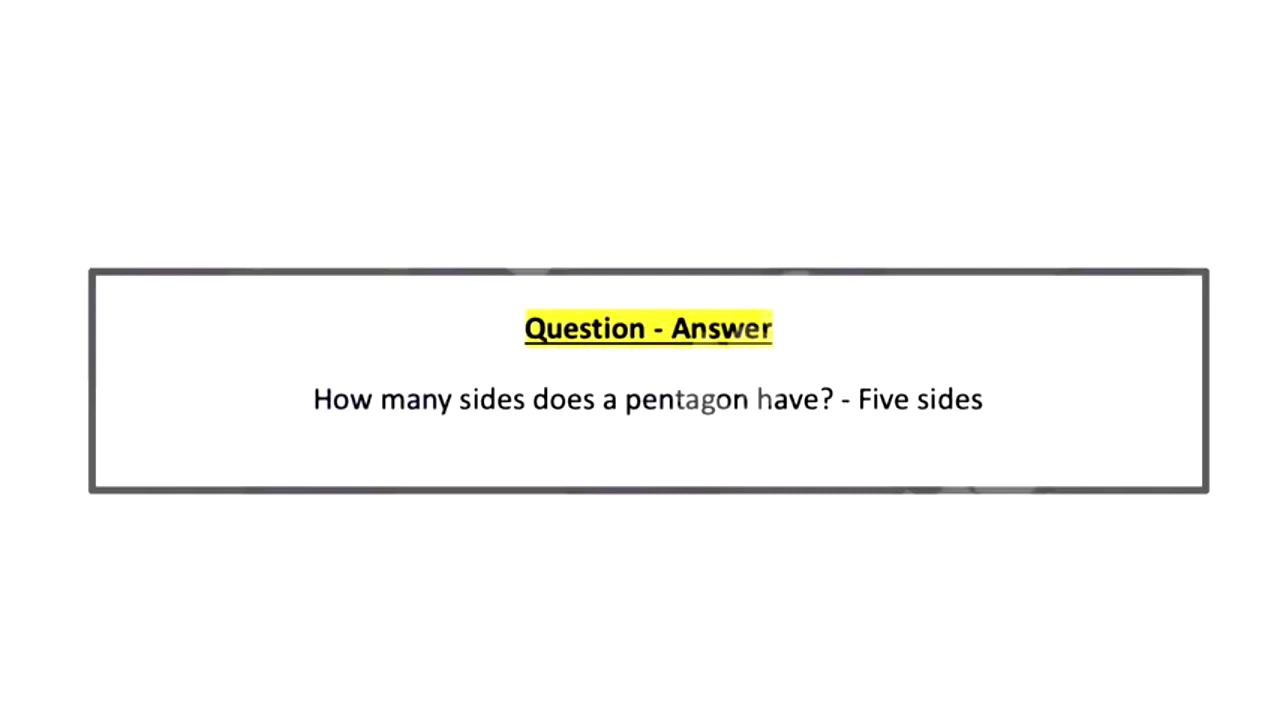 Question - Answer
How many sides does a pentagon have? - Five sides